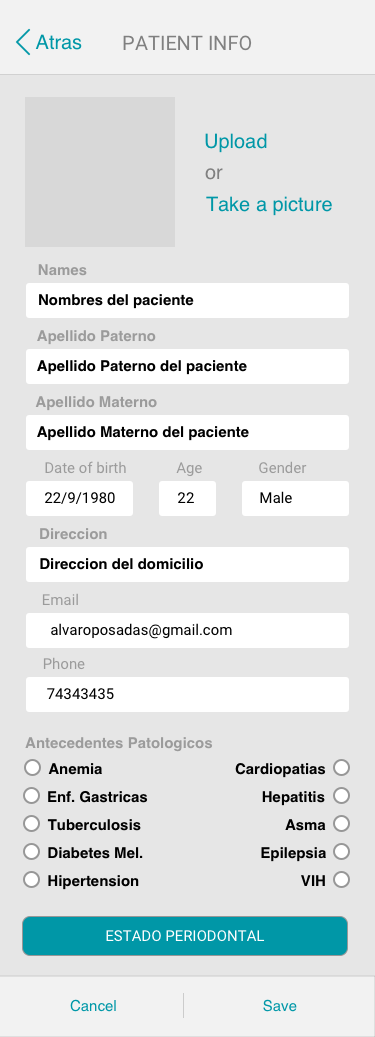 Atras PATIENT INFO
Upload
or
Take a picture
Names
Nombres del paciente
Apellido Paterno
Apellido Paterno del paciente
Apellido Materno
Apellido Materno del paciente
Date of birth Age Gender
22/9/1980 22 Male
Direccion
Direccion del domicilio
Email
alvaroposadas@gmail.com
Phone
74343435
Antecedentes Patologicos
Anemia Cardiopatias
Enf. Gastricas Hepatitis
Tuberculosis Asma
Diabetes Mel. Epilepsia
Hipertension VIH
ESTADO PERIODONTAL
Cancel Save